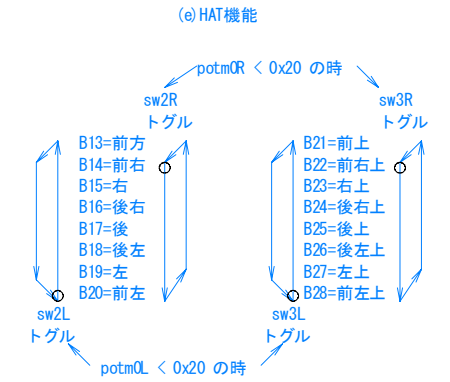 (e)HAT機能
potm0R < 0x20 の時
sw2R
トグル
sw3R
トグル
B13=前方
B14=前右
B15=右
B16=後右
B17=後
B18=後左
B19=左
B20=前左
B21=前上
B22=前右上
B23=右上
B24=後右上
B25=後上
B26=後左上
B27=左上
B28=前左上
sw2L
トグル
sw3L
トグル
potm0L < 0x20 の時